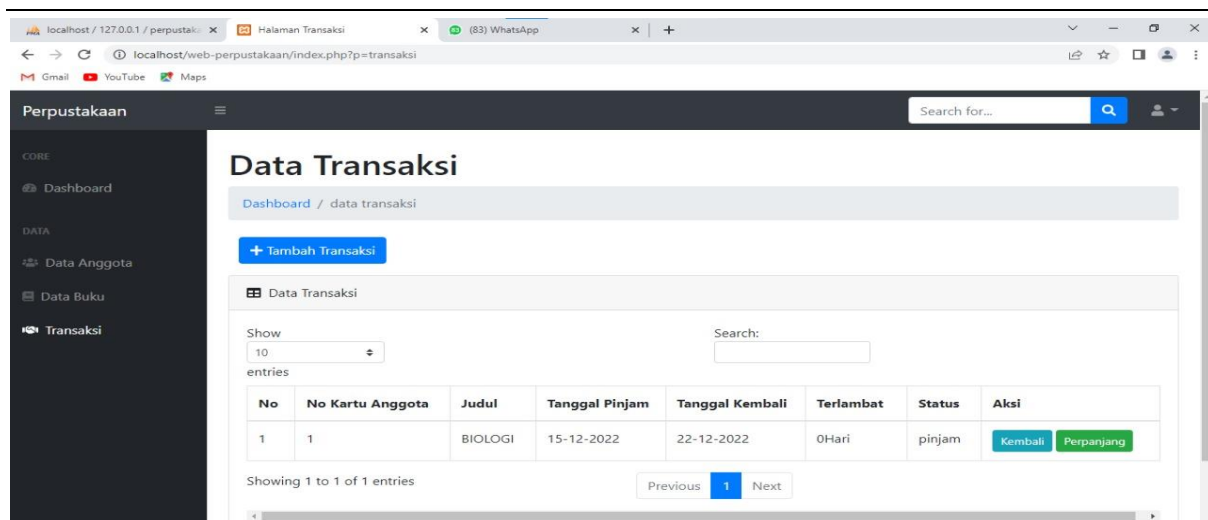 localhost / 127.0.0.1 / perpustaka Halaman Transaksi (83) WhatsApp
localhost/web-perpustakaan/index.php?p=transaksi
Gmail YouTube Maps
Perpustakaan Search for...
CORE
Dashboard
DATA
Data Anggota
Data Buku
Transaksi
Data Transaksi
Dashboard / data transaksi
+ Tambah Transaksi
Data Transaksi
Show Search:
10
entries
No No Kartu Anggota Judul Tanggal Pinjam Tanggal Kembali Terlambat Status Aksi
1 1 BIOLOGI 15-12-2022 22-12-2022 0Hari pinjam Kembali Perpanjang
Showing 1 to 1 of 1 entries Previous 1 Next